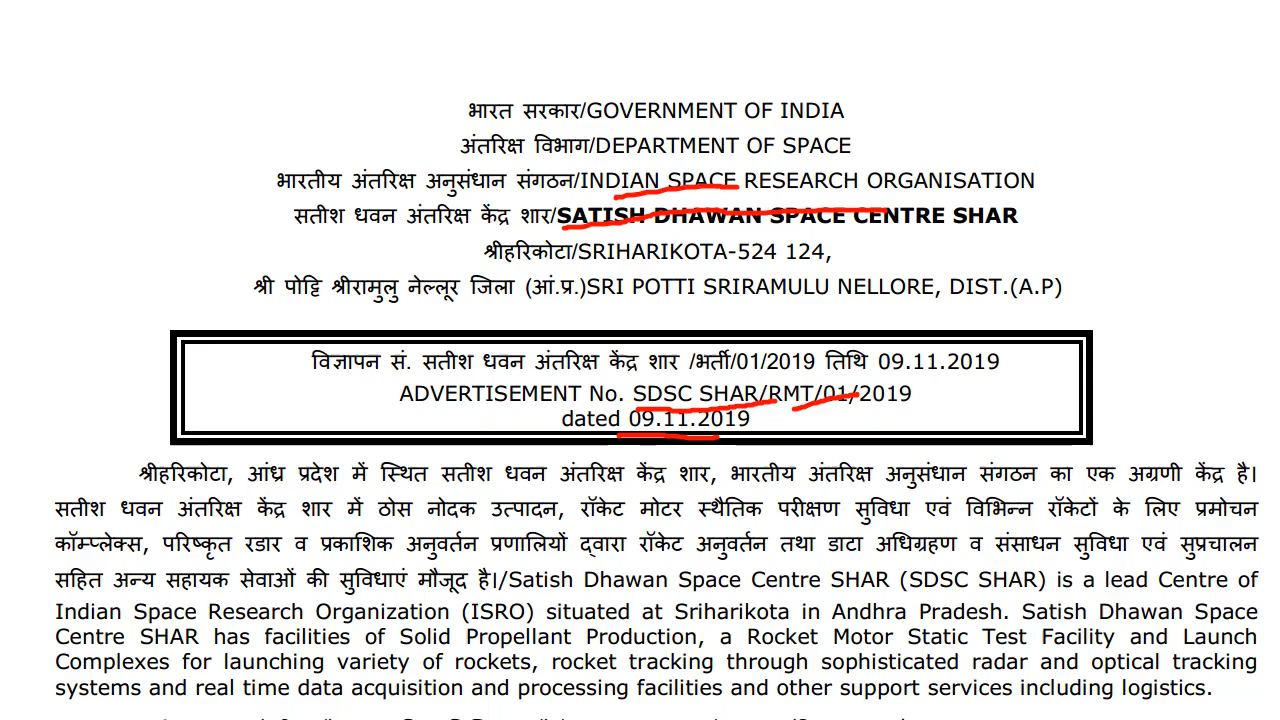 भारत सरकार/GOVERNMENT OF INDIA
अंतरिक्ष विभाग/DEPARTMENT OF SPACE
भारतीय अंतरिक्ष अनुसंधान संगठन/INDIAN SPACE RESEARCH ORGANISATION
सतीश धवन अंतरिक्ष केंद्र शार/SATISH DHAWAN SPACE CENTRE SHAR
श्रीहरिकोटा/SRIHARIKOTA-524 124,
श्री पोट्टि श्रीरामुलु नेल्लूर जिला (आं.प्र.)SRI POTTI SRIRAMULU NELLORE, DIST.(A.P)
विज्ञापन सं. सतीश धवन अंतरिक्ष केंद्र शार /भर्ती/01/2019 तिथि 09.11.2019
ADVERTISEMENT No. SDSC SHAR/RMT/01/2019
dated 09.11.2019
श्रीहरिकोटा, आंध्र प्रदेश में स्थित सतीश धवन अंतरिक्ष केंद्र शार, भारतीय अंतरिक्ष अनुसंधान संगठन का एक अग्रणी केंद्र है।
सतीश धवन अंतरिक्ष केंद्र शार में ठोस नोदक उत्पादन, रॉकेट मोटर स्थैतिक परीक्षण सुविधा एवं विभिन्न रॉकेटों के लिए प्रमोचन
कॉम्प्लेक्स, परिष्कृत रडार व प्रकाशिक अनुवर्तन प्रणालियों द्वारा रॉकेट अनुवर्तन तथा डाटा अधिग्रहण व संसाधन सुविधा एवं सुप्रचालन
सहित अन्य सहायक सेवाओं की सुविधाएं मौजूद है।/Satish Dhawan Space Centre SHAR (SDSC SHAR) is a lead Centre of
Indian Space Research Organization (ISRO) situated at Sriharikota in Andhra Pradesh. Satish Dhawan Space
Centre SHAR has facilities of Solid Propellant Production, a Rocket Motor Static Test Facility and Launch
Complexes for launching variety of rockets, rocket tracking through sophisticated radar and optical tracking
systems and real time data acquisition and processing facilities and other support services including logistics.